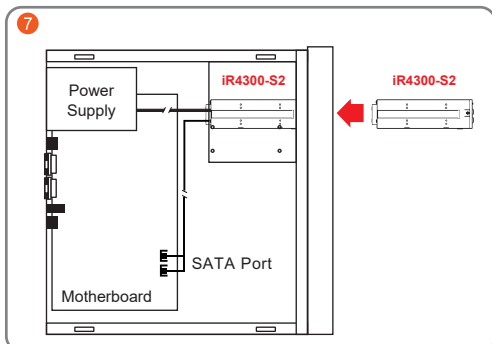 7
iR4300-S2
iR4300-S2
Power
Supply
SATA Port
Motherboard